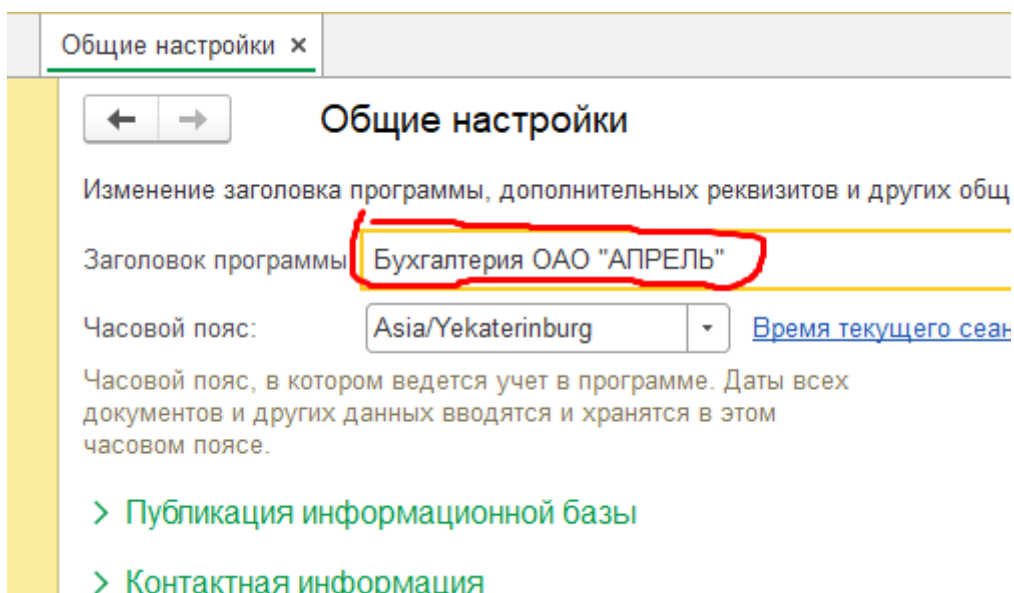 Общие настройки ×
Общие настройки
Изменение заголовка программы, дополнительных реквизитов и других общ
Заголовок программы Бухгалтерия ОАО "АПРЕЛЬ"
Часовой пояс: Asia/Yekaterinburg Время текущего сеан
Часовой пояс, в котором ведется учет в программе. Даты всех
документов и других данных вводятся и хранятся в этом
часовом поясе.
> Публикация информационной базы
> Контактная информация